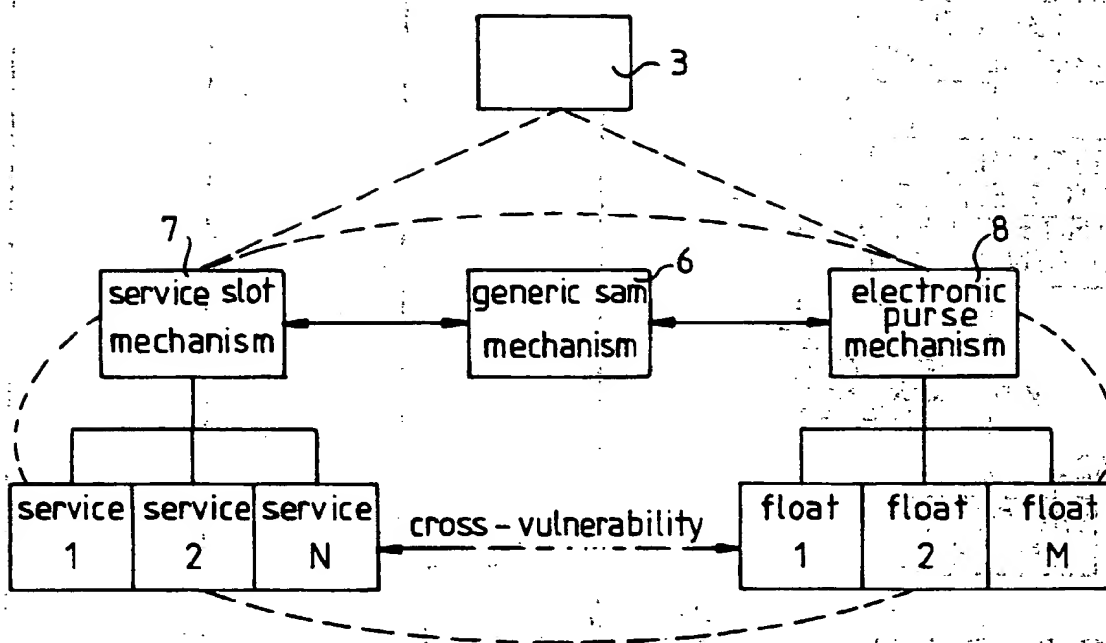 3
7
6
8
service slot
mechanism
generic sam
mechanism
electronic
purse
mechanism
service
1
service
2
service
N
cross-vulnerability
float
1
float
2
float
M